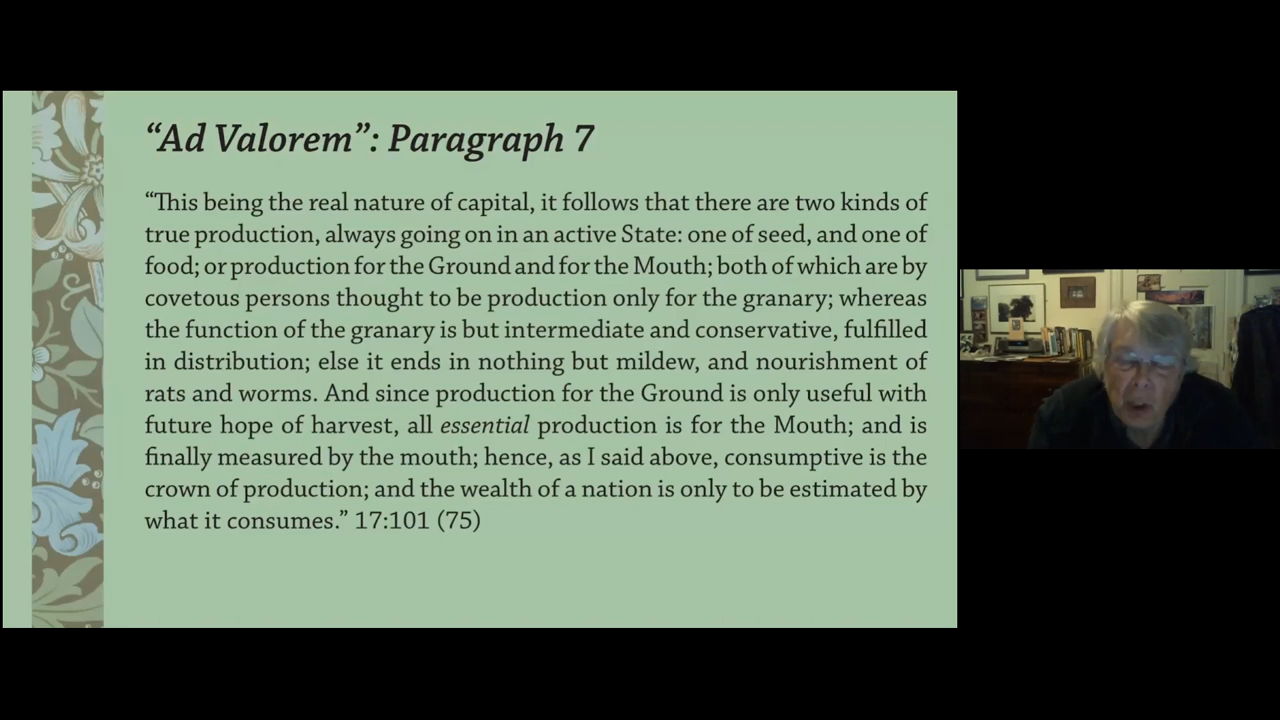 “Ad Valorem”: Paragraph 7
“This being the real nature of capital, it follows that there are two kinds of
true production, always going on in an active State: one of seed, and one of
food; or production for the Ground and for the Mouth; both of which are by
covetous persons thought to be production only for the granary; whereas
the function of the granary is but intermediate and conservative, fulfilled
in distribution; else it ends in nothing but mildew, and nourishment of
rats and worms. And since production for the Ground is only useful with
future hope of harvest, all essential production is for the Mouth; and is
finally measured by the mouth; hence, as I said above, consumptive is the
crown of production; and the wealth of a nation is only to be estimated by
what it consumes.” 17:101 (75)